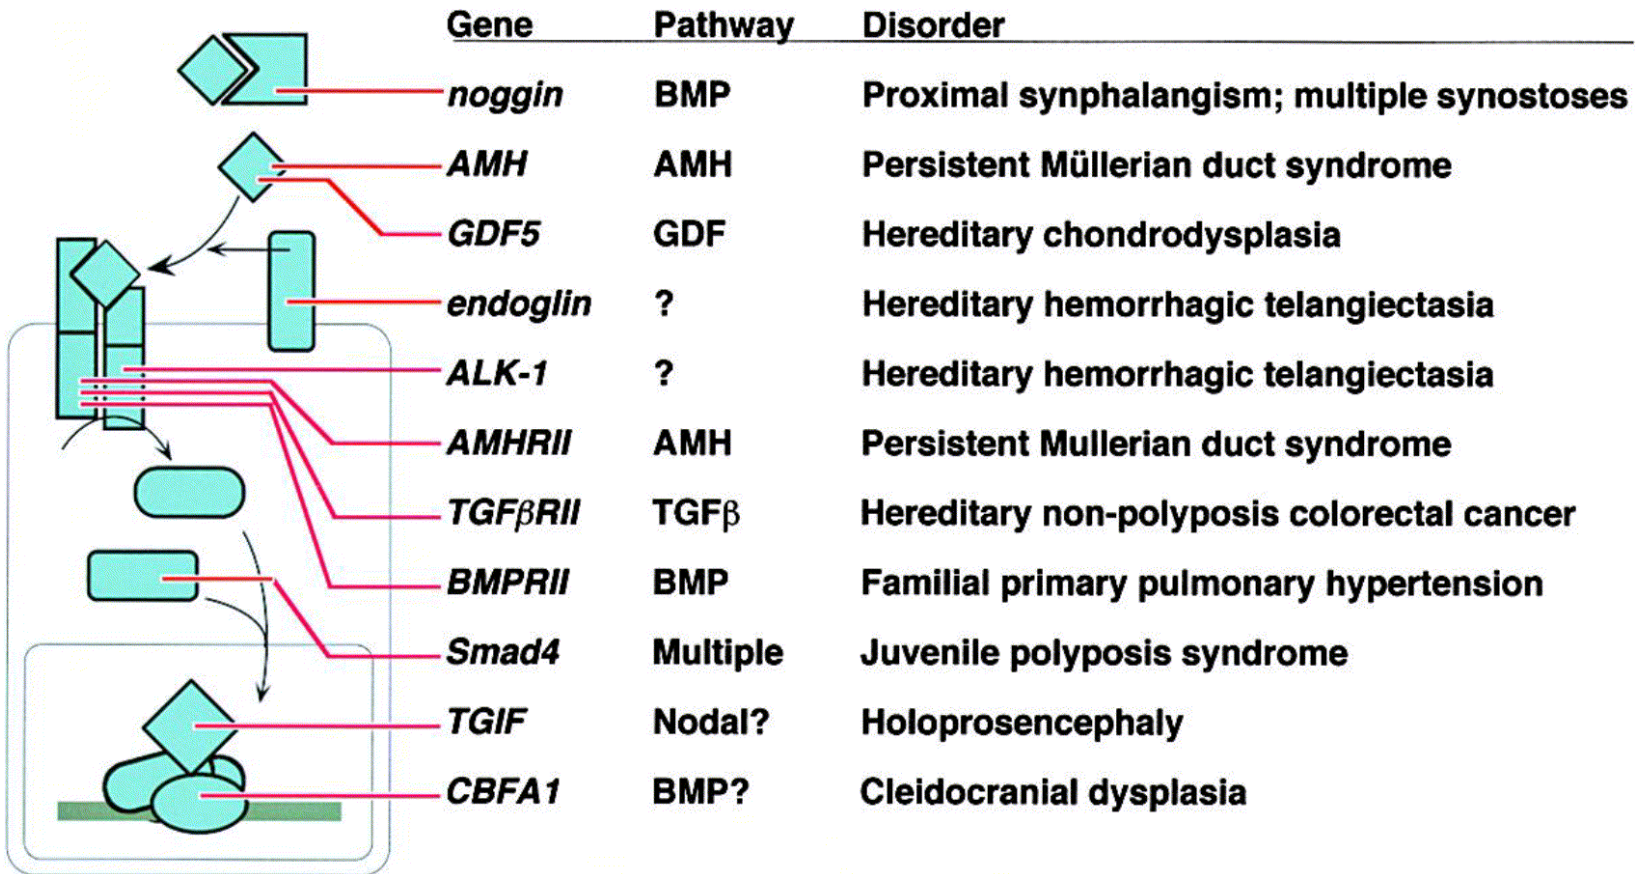 Gene Pathway Disorder
noggin BMP Proximal synphalangism; multiple synostoses
AMH AMH Persistent Müllerian duct syndrome
GDF5 GDF Hereditary chondrodysplasia
endoglin ? Hereditary hemorrhagic telangiectasia
ALK-1 ? Hereditary hemorrhagic telangiectasia
AMHRII AMH Persistent Mullerian duct syndrome
TGFβRII TGFβ Hereditary non-polyposis colorectal cancer
BMPRII BMP Familial primary pulmonary hypertension
Smad4 Multiple Juvenile polyposis syndrome
TGIF Nodal? Holoprosencephaly
CBFA1 BMP? Cleidocranial dysplasia